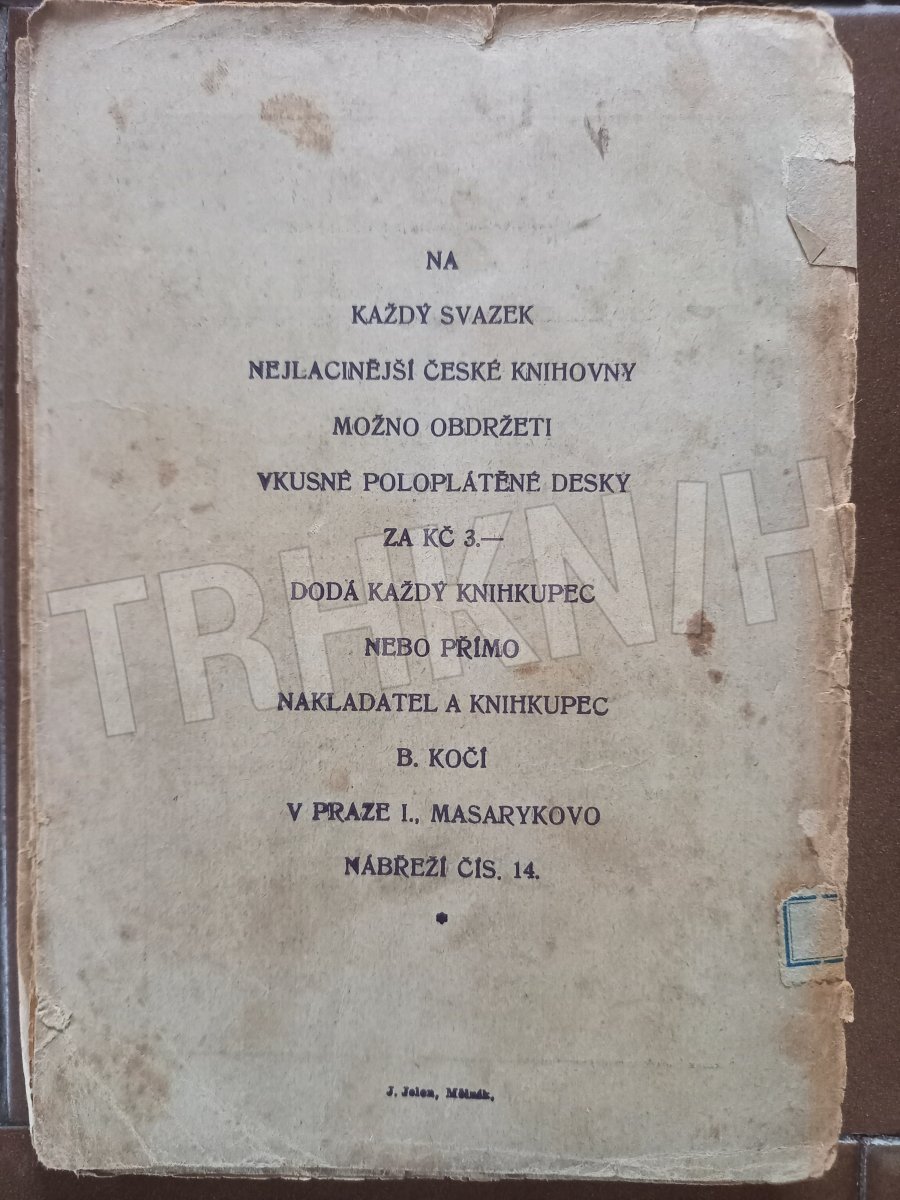 NA
KAŽDÝ SVAZEK
NEJLACINĚJŠÍ ČESKÉ KNIHOVNY
MOŽNO OBDRŽETI
VKUSNÉ POLOPLÁTĚNÉ DESKY
ZA KČ 3.—
DODÁ KAŽDÝ KNIHKUPEC
NEBO PŘÍMO
NAKLADATEL A KNIHKUPEC
B. KOČÍ
V PRAZE I., MASARYKOVO
NÁBŘEŽÍ ČÍS. 14.
J. Jelen, Mělník.
TRHKNIH